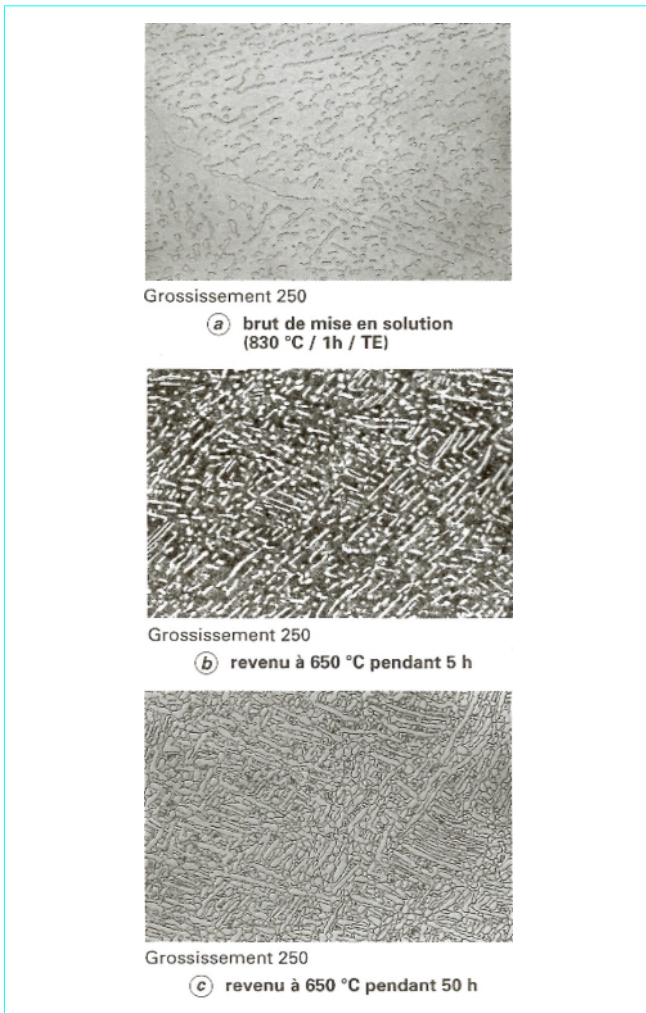 Grossissement 250
a brut de mise en solution
(830 °C / 1h / TE)
Grossissement 250
b revenu à 650 °C pendant 5 h
Grossissement 250
c revenu à 650 °C pendant 50 h